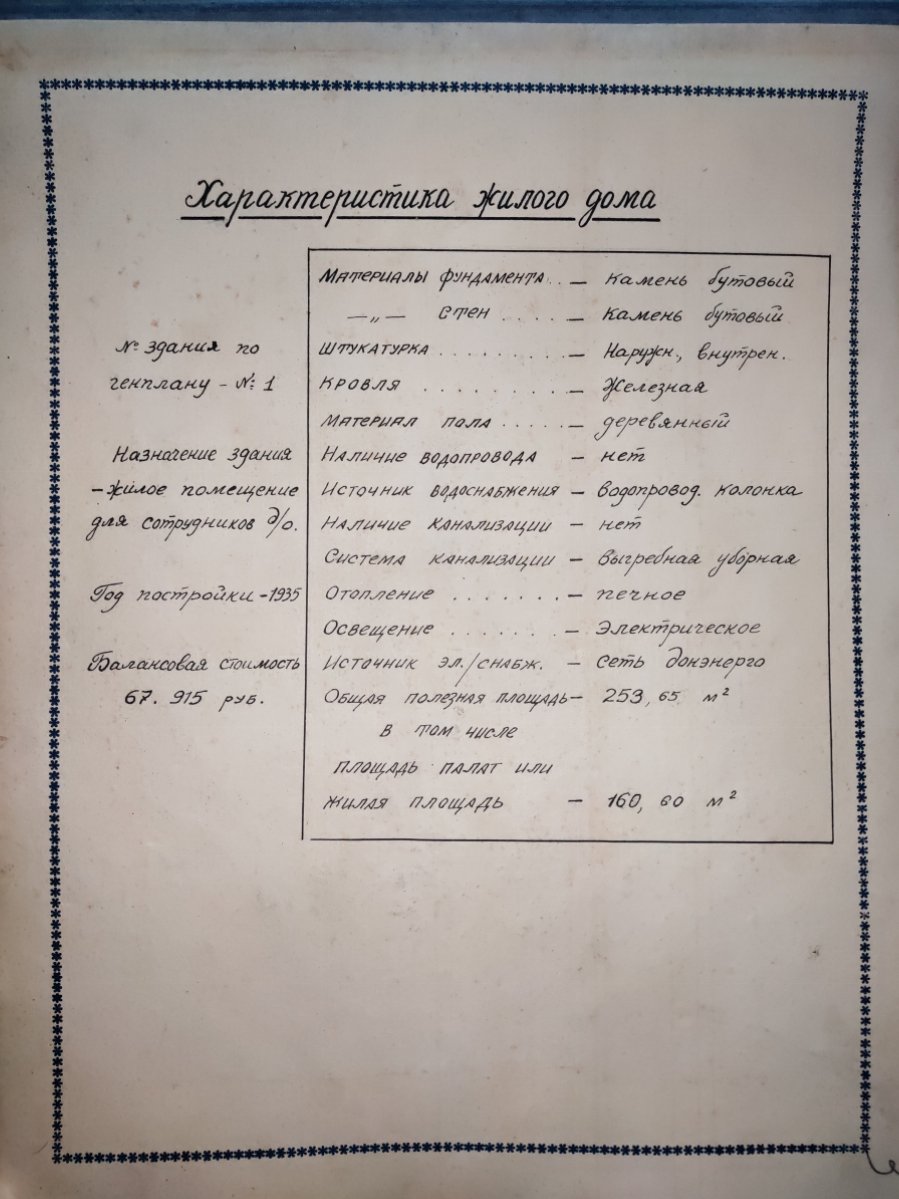 Характеристика жилого дома
№ здания по
генплану - № 1
Назначение здания
- жилое помещение
для сотрудников д/о.
Год постройки - 1935
Балансовая стоимость
67. 915 руб.
Материалы фундамента .. - Камень бутовый
—„— стен . . . . . - Камень бутовый
Штукатурка . . . . . . . . . - Наружн., внутрен.
Кровля . . . . . . . . . - Железная
Материал пола . . . . . - деревянный
Наличие водопровода - нет
Источник водоснабжения - водопровод. колонка
Наличие канализации - нет
Система канализации - выгребная уборная
Отопление . . . . . . . - печное
Освещение . . . . . . . - Электрическое
Источник эл./снабж. - сеть донэнерго
Общая полезная площадь - 253, 65 м²
в том числе
площадь палат или
жилая площадь - 160, 60 м²